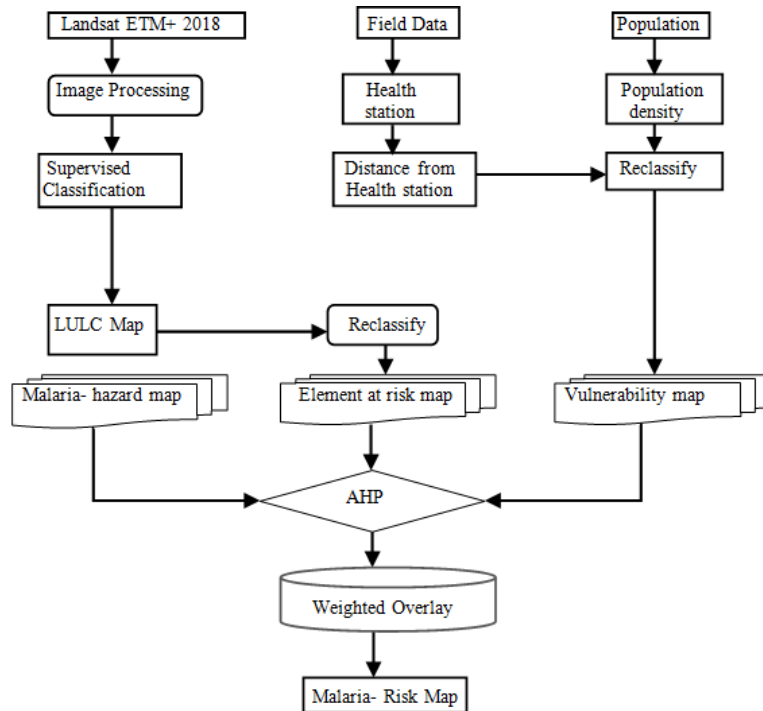 Landsat ETM+ 2018
Field Data
Population
Image Processing
Health
station
Population
density
Supervised
Classification
Distance from
Health station
Reclassify
LULC Map
Reclassify
Malaria- hazard map
Element at risk map
Vulnerability map
AHP
Weighted Overlay
Malaria- Risk Map